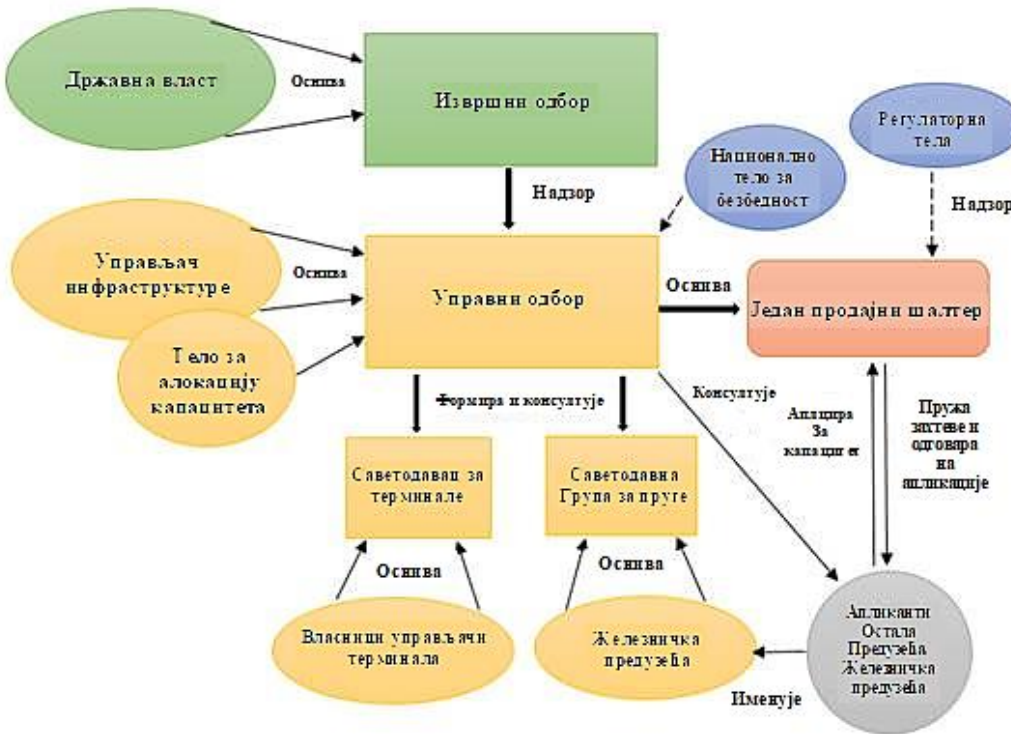 Државна власт
Оснива
Извршни одбор
Регулаторна
тела
Национално
тело за
безбедност
Надзор
Надзор
Управљач
инфраструктуре
Оснива
Управни одбор
Оснива
Један продајни шалтер
Тело за
алокацију
капацитета
Формира и консултује
Консултује
Аплицира
За
капацитет
Пружа
захтеве и
одговара
на
апликације
Саветодавац за
терминале
Саветодавна
Група за пруге
Оснива
Оснива
Власници управљачи
терминала
Железничка
предузећа
Апликанти
Остала
Предузећа
Железничка
предузећа
Именује